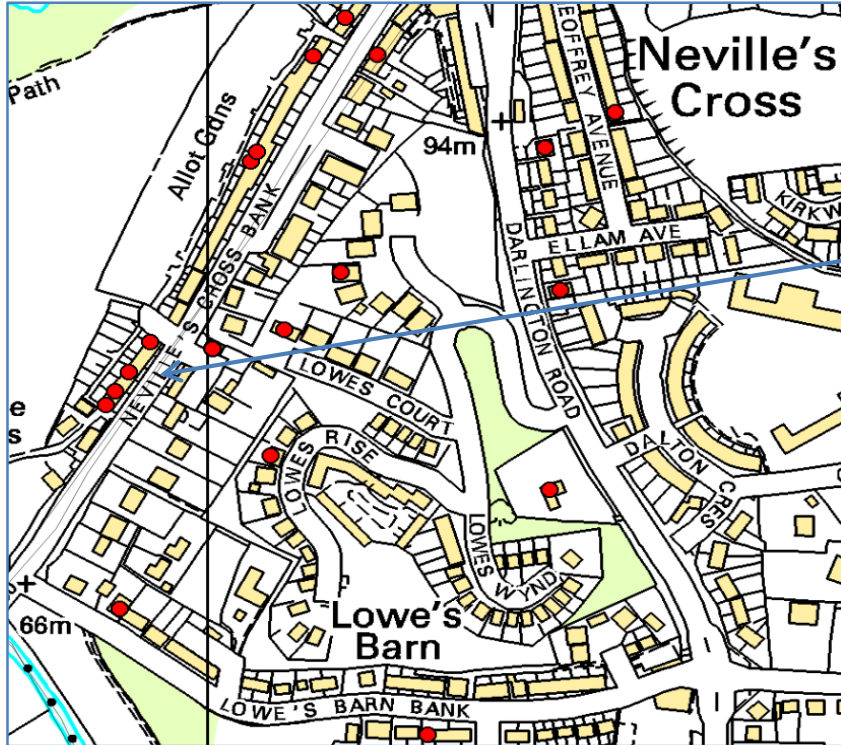 Neville's
Cross
Path
Allot Gdns
94m
GEOFFREY AVENUE
KIRKW
ELLAM AVE
NEVILLE'S CROSS BANK
DARLINGTON ROAD
LOWES COURT
e
s
LOWES RISE
DALTON CRES
LOWES WYND
Lowe's
Barn
66m
LOWE'S BARN BANK